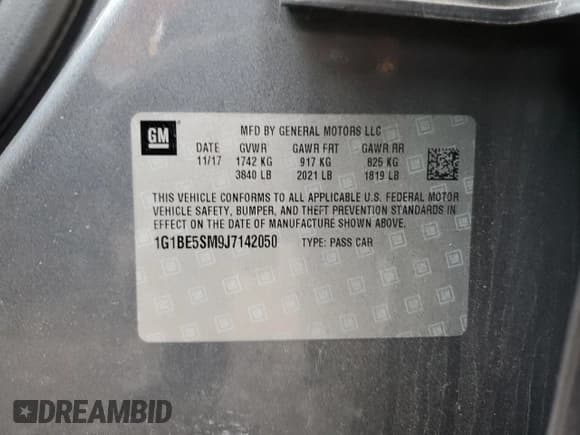 GM
MFD BY GENERAL MOTORS LLC
DATE GVWR GAWR FRT GAWR RR
11/17 1742 KG 917 KG 825 KG
3840 LB 2021 LB 1819 LB
THIS VEHICLE CONFORMS TO ALL APPLICABLE U.S. FEDERAL MOTOR
VEHICLE SAFETY, BUMPER, AND THEFT PREVENTION STANDARDS IN
EFFECT ON THE DATE OF MANUFACTURE SHOWN ABOVE.
1G1BE5SM9J7142050 TYPE: PASS CAR
DREAMBID